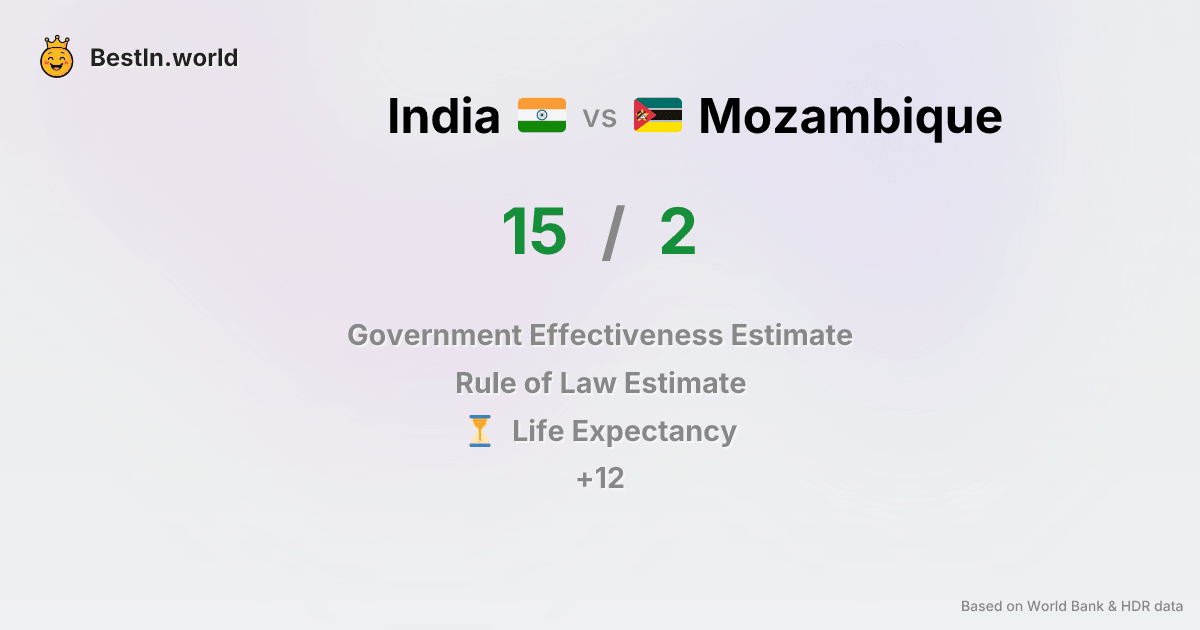 BestIn.world
India vs Mozambique
15 / 2
Government Effectiveness Estimate
Rule of Law Estimate
Life Expectancy
+12
Based on World Bank & HDR data